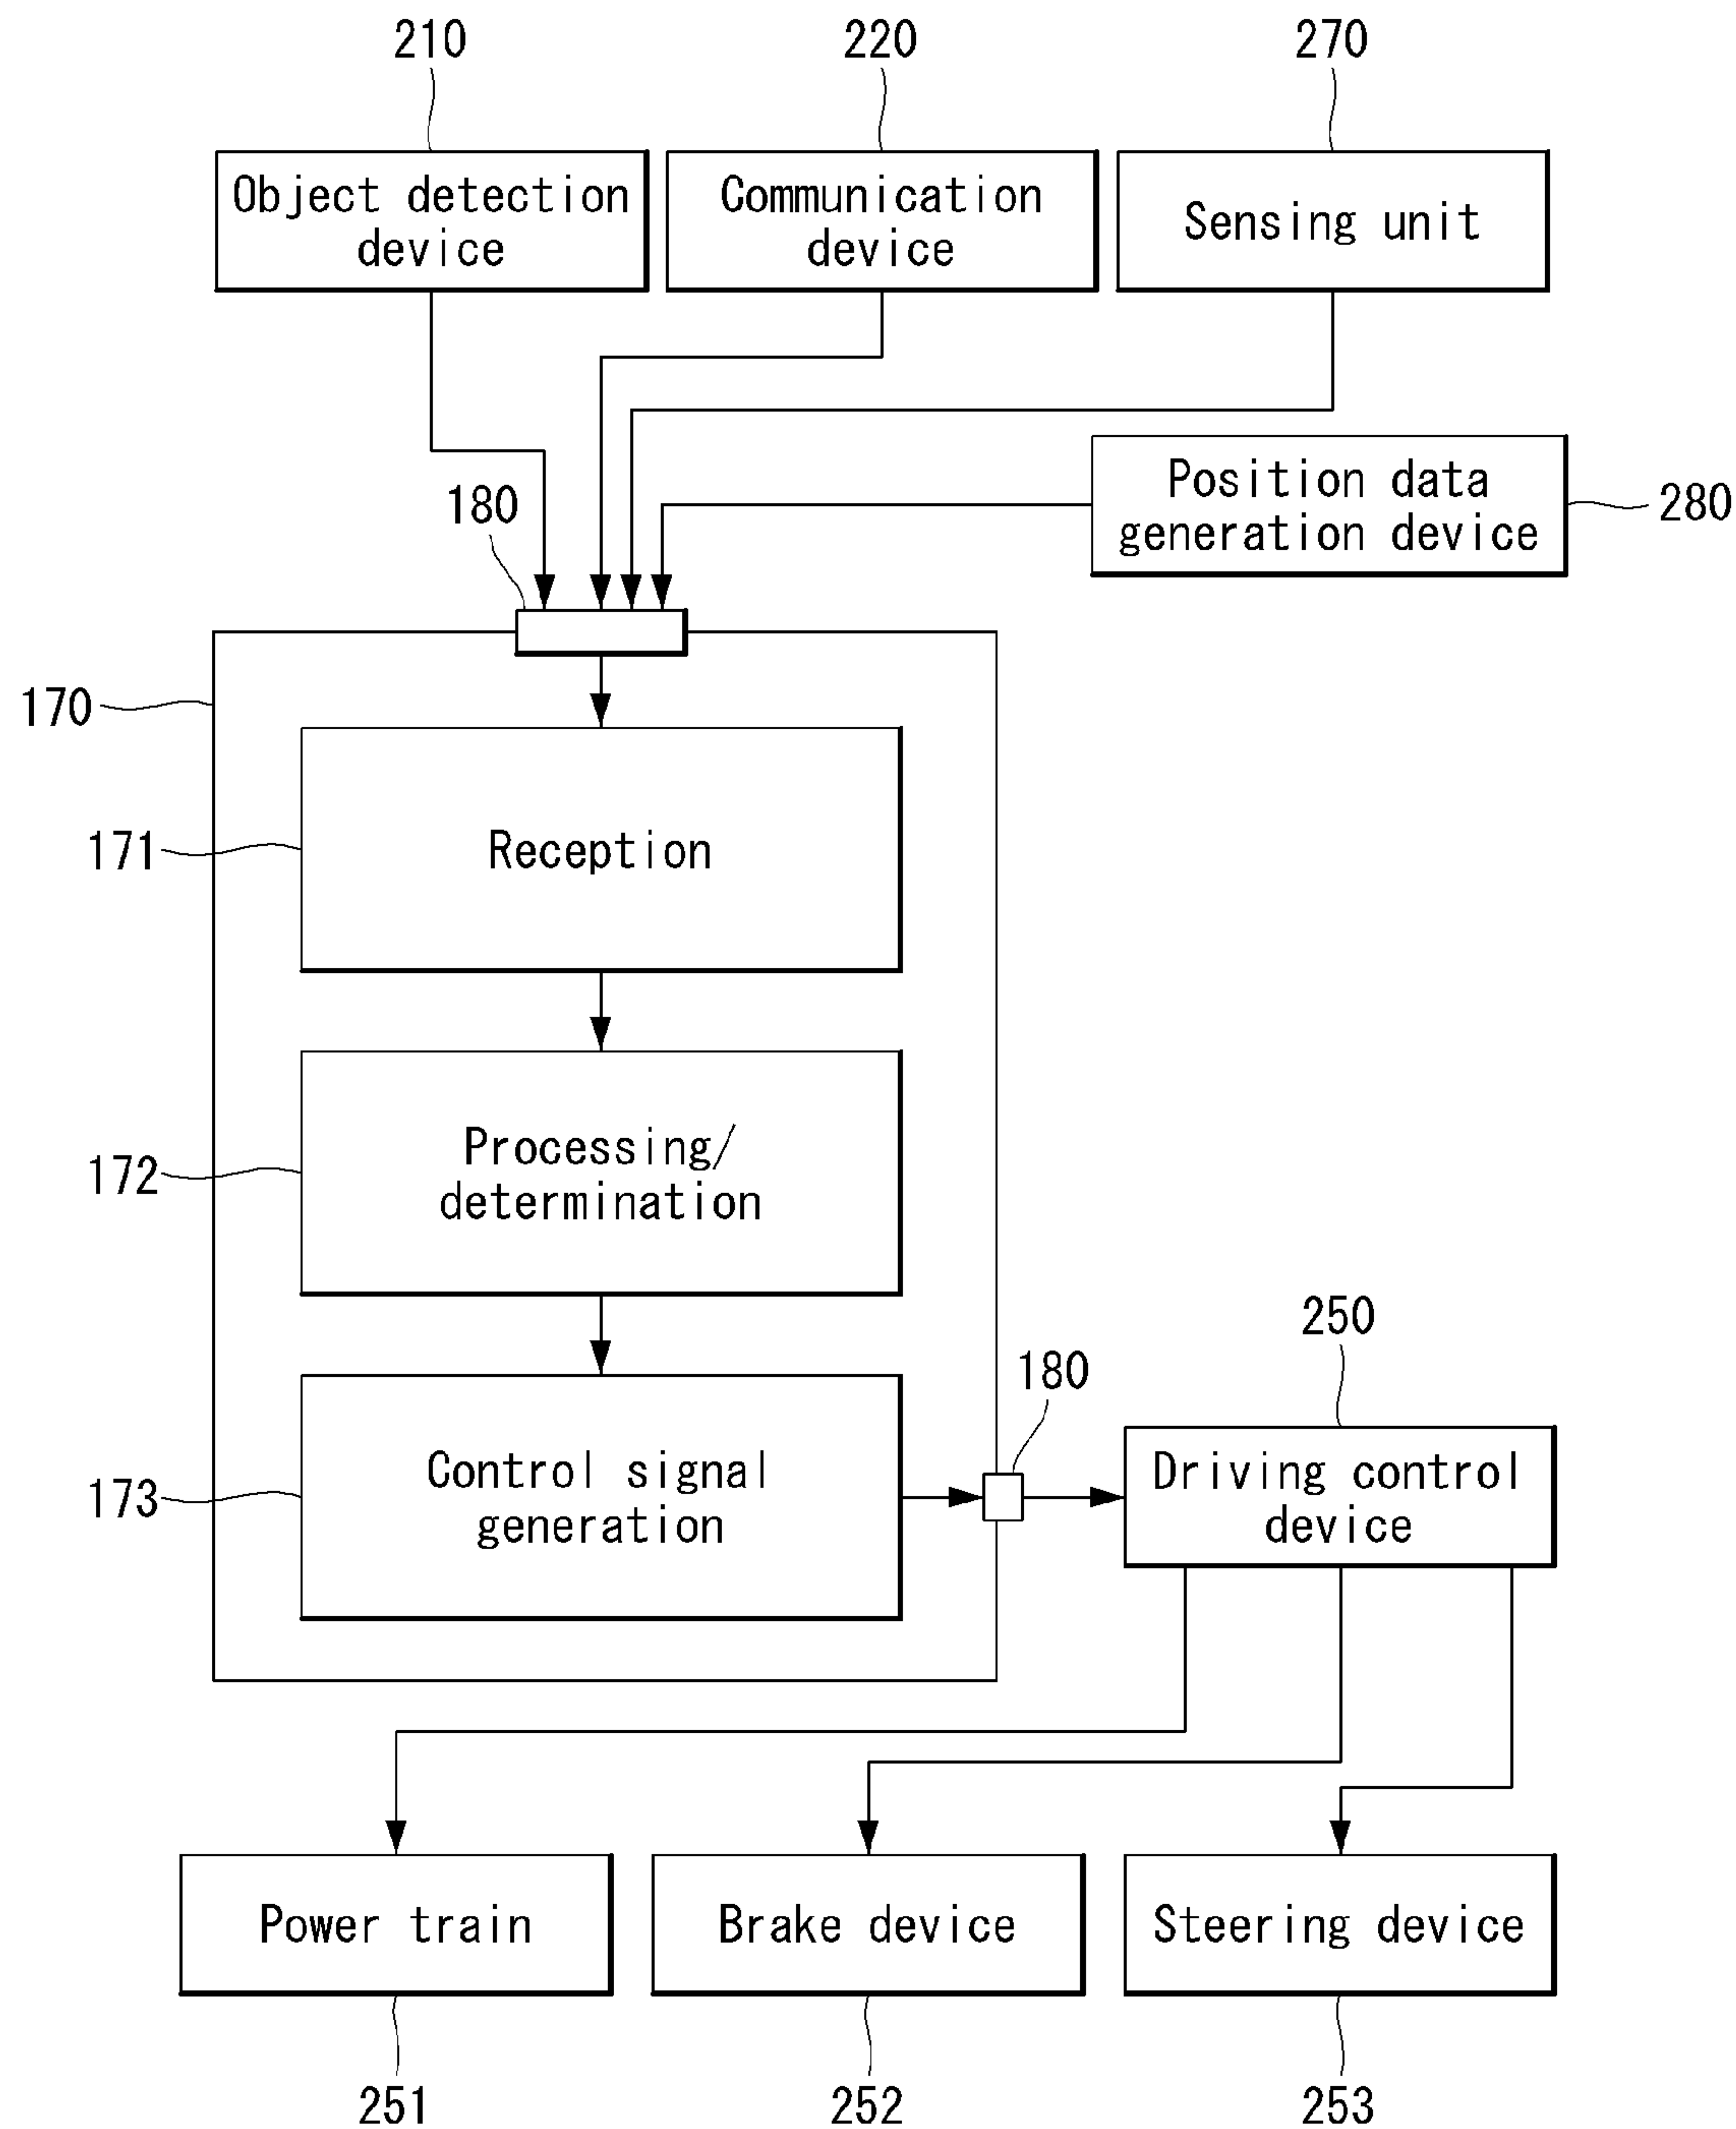 210
220
270
Object detection
device
Communication
device
Sensing unit
Position data
generation device
280
180
170
171
Reception
172
Processing/
determination
173
Control signal
generation
180
250
Driving control
device
Power train
Brake device
Steering device
251
252
253